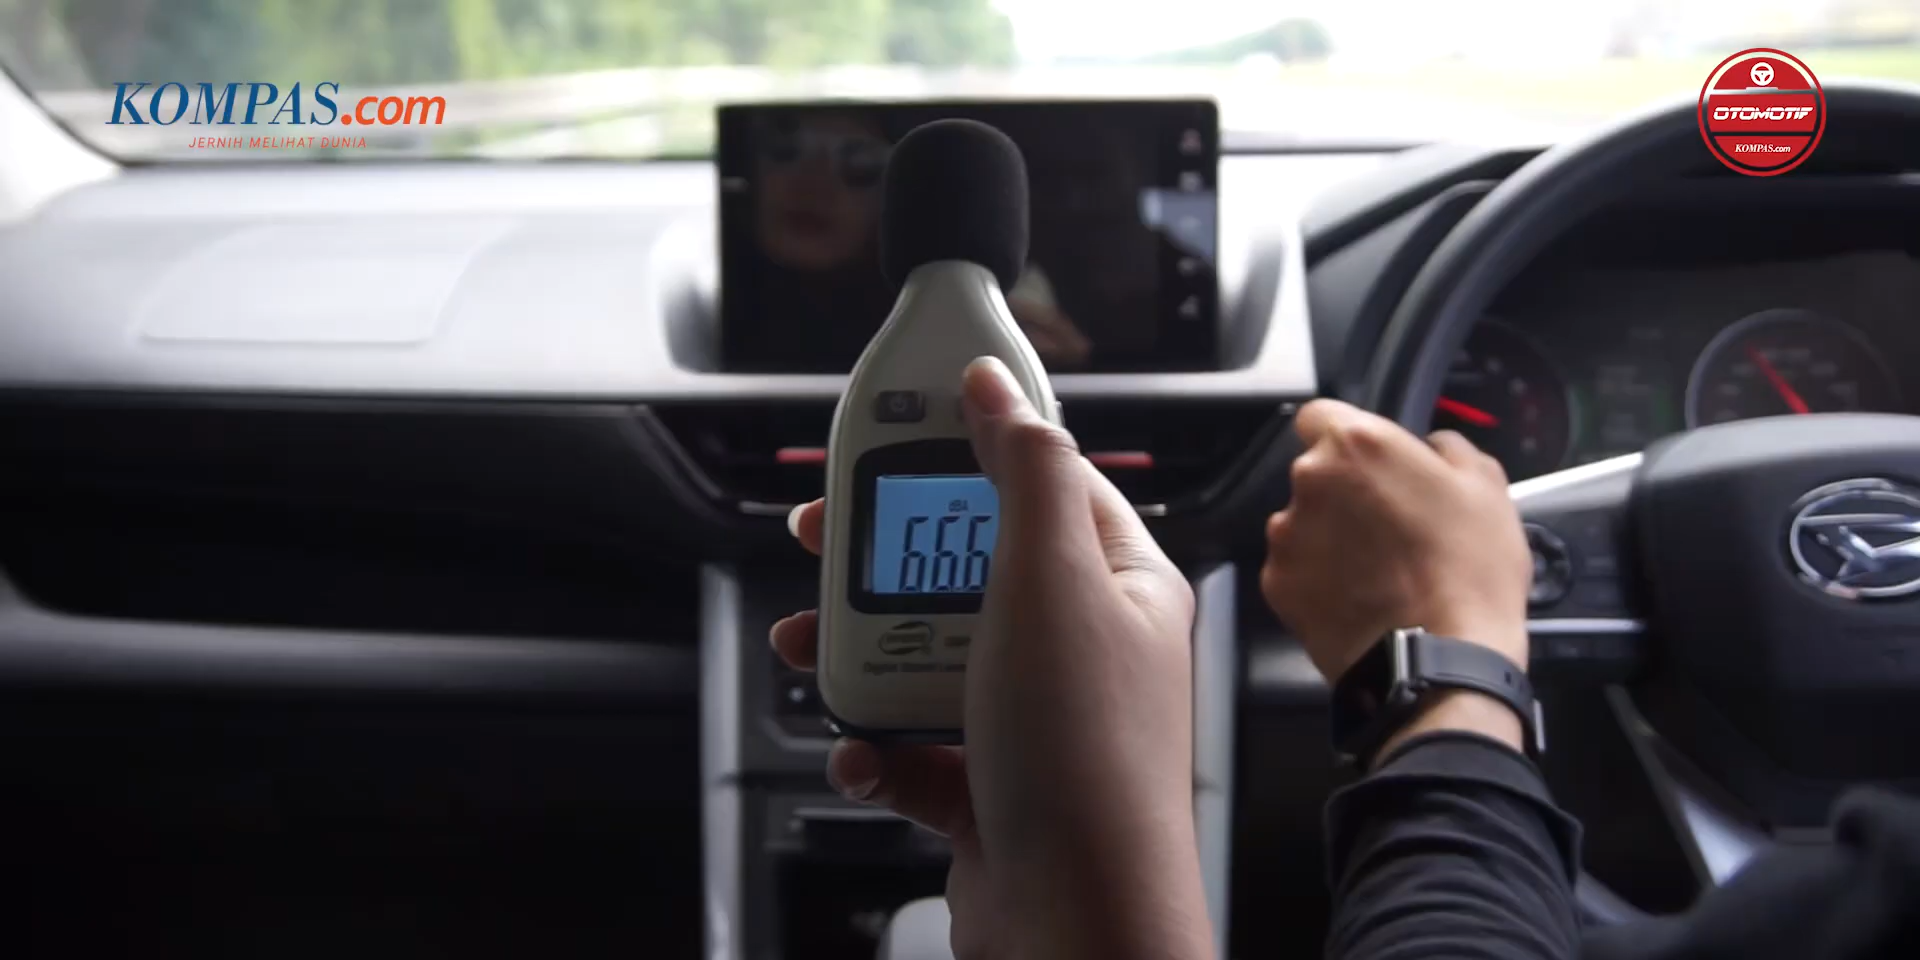 KOMPAS.com
JERNIH MELIHAT DUNIA
OTOMOTIF
KOMPAS.com
dBA
66.6